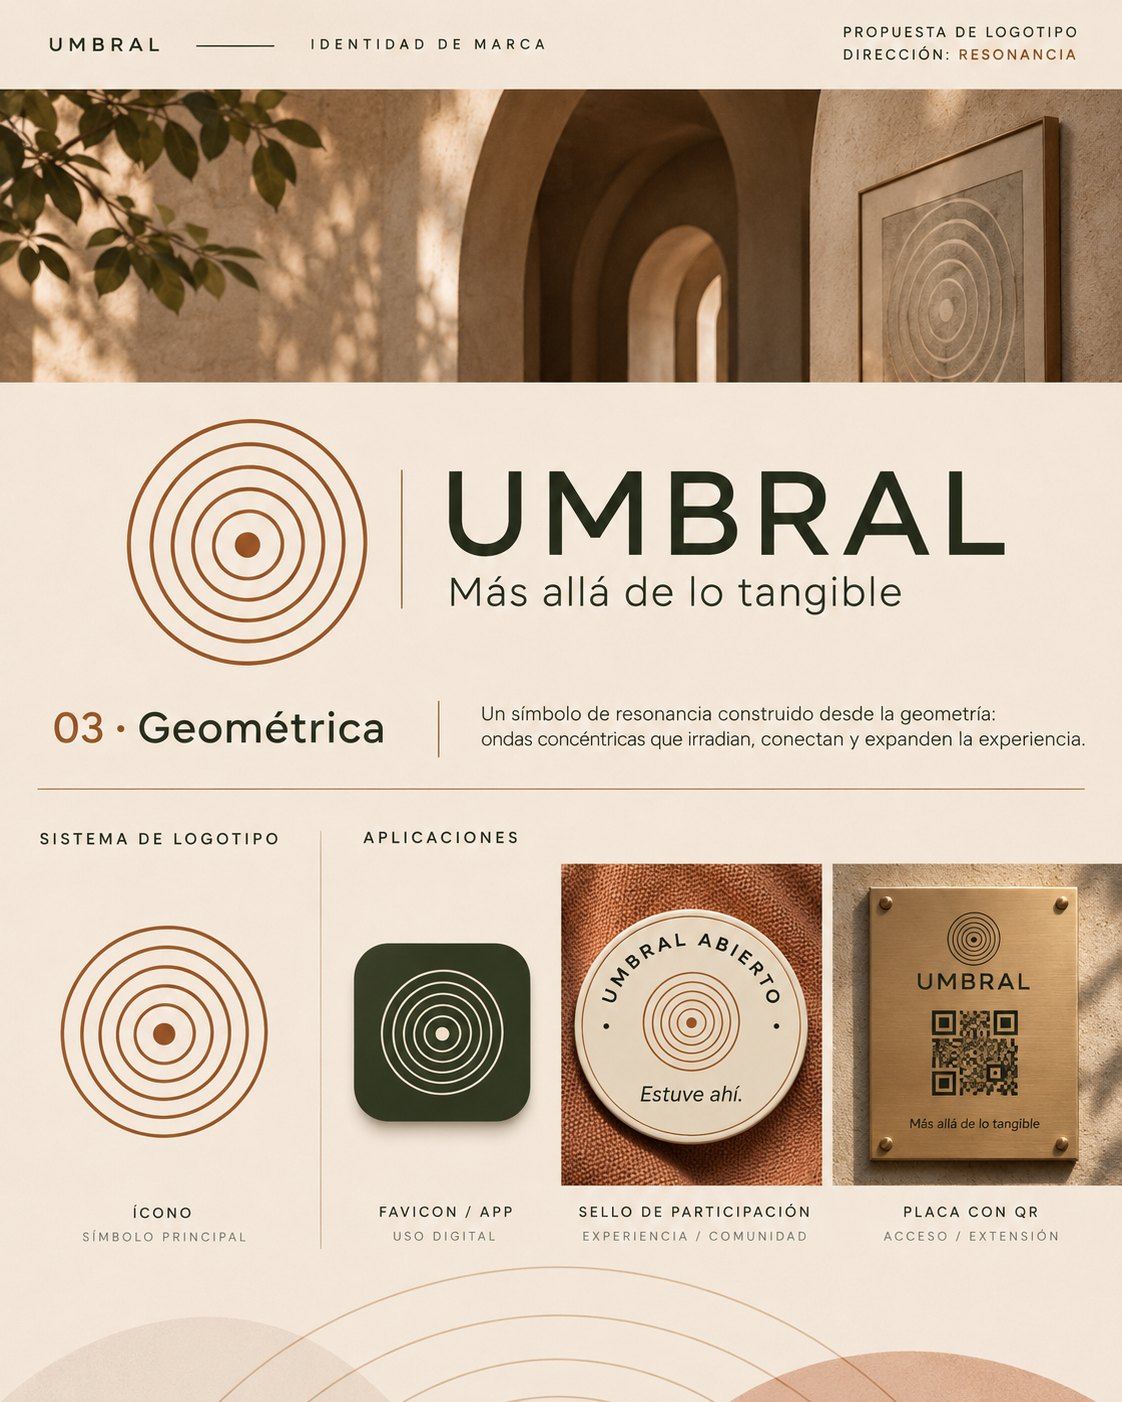 UMBRAL
IDENTIDAD DE MARCA
PROPUESTA DE LOGOTIPO
DIRECCIÓN: RESONANCIA
UMBRAL
Más allá de lo tangible
03 · Geométrica
Un símbolo de resonancia construido desde la geometría:
ondas concéntricas que irradian, conectan y expanden la experiencia.
SISTEMA DE LOGOTIPO
ÍCONO
SÍMBOLO PRINCIPAL
APLICACIONES
FAVICON / APP
USO DIGITAL
• UMBRAL ABIERTO •
Estuve ahí.
SELLO DE PARTICIPACIÓN
EXPERIENCIA / COMUNIDAD
UMBRAL
Más allá de lo tangible
PLACA CON QR
ACCESO / EXTENSIÓN